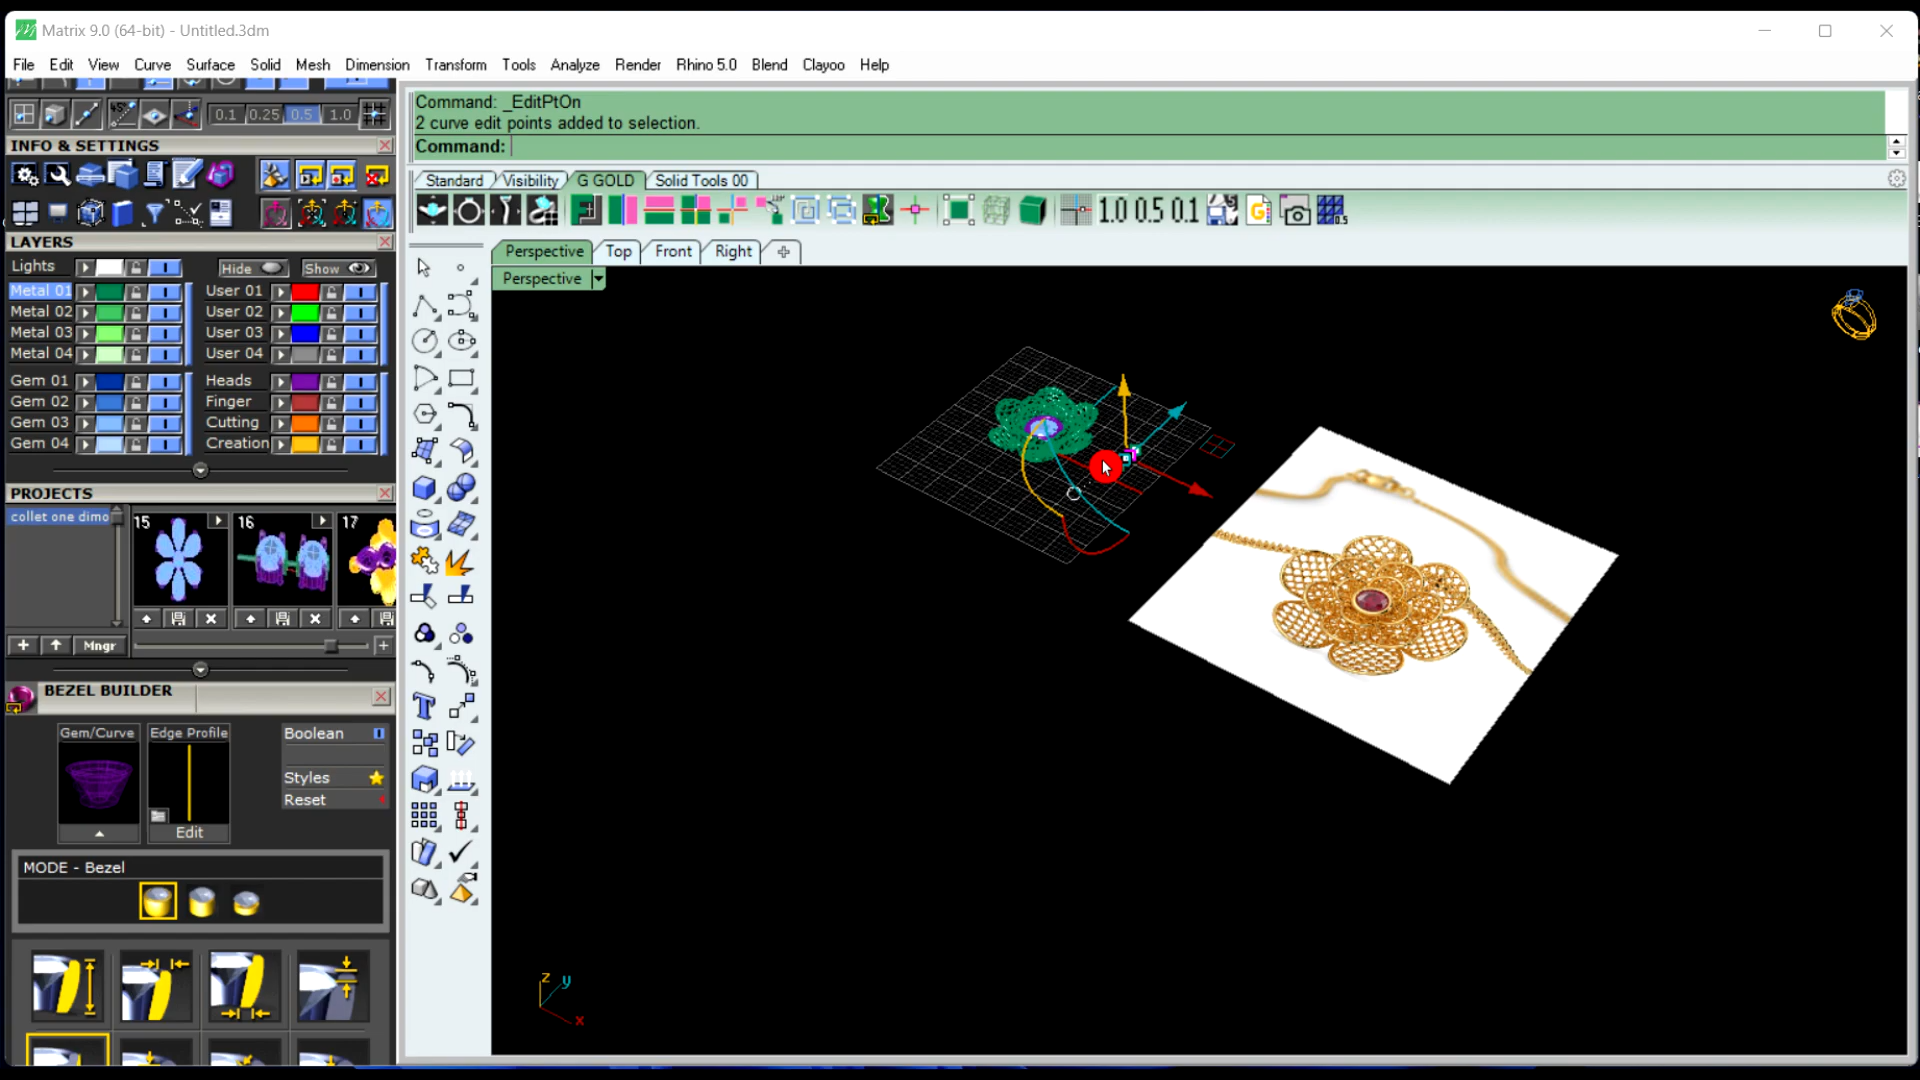 Matrix 9.0 (64-bit) - Untitled.3dm
File Edit View Curve Surface Solid Mesh Dimension Transform Tools Analyze Render Rhino 5.0 Blend Clayoo Help
0.1 0.25 0.5 1.0
Command: _EditPtOn
2 curve edit points added to selection.
Command:
INFO & SETTINGS
Standard Visibility G GOLD Solid Tools 00
1.0 0.5 0.1
LAYERS
Lights Hide Show
Metal 01 User 01
Metal 02 User 02
Metal 03 User 03
Metal 04 User 04
Gem 01 Heads
Gem 02 Finger
Gem 03 Cutting
Gem 04 Creation
Perspective Top Front Right
Perspective
PROJECTS
collet one dimo
15 16 17
Mngr
BEZEL BUILDER
Gem/Curve Edge Profile Boolean
Styles
Reset
Edit
MODE - Bezel
z y
x